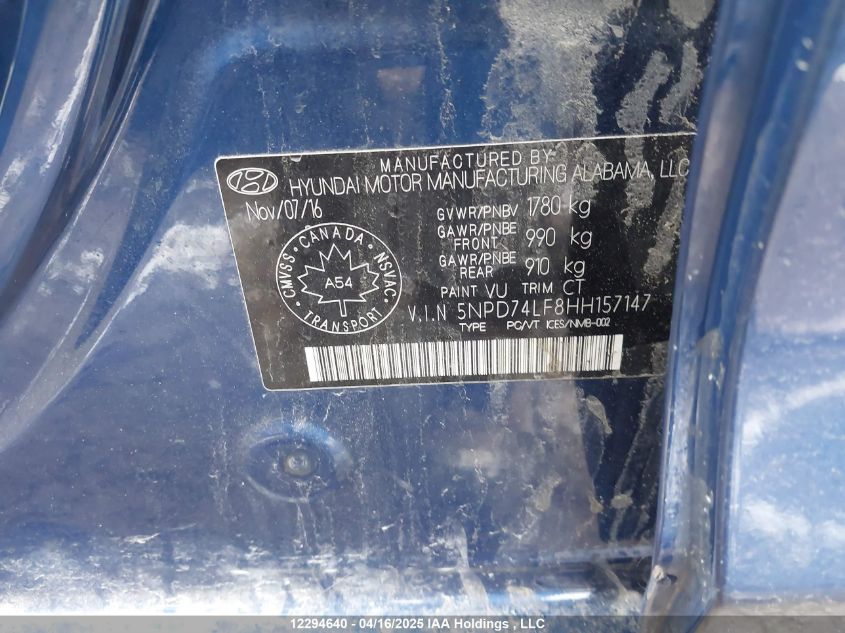 MANUFACTURED BY
HYUNDAI MOTOR MANUFACTURING ALABAMA, LLC
Nov/07/16
GVWR/PNBV 1780 kg
GAWR/PNBE FRONT 990 kg
GAWR/PNBE REAR 910 kg
PAINT VU TRIM CT
V.I.N 5NPD74LF8HH157147
TYPE PC/VT ICES/NMB-002
CMVSS · CANADA · NSVAC
A54
TRANSPORT
12294640 - 04/16/2025 IAA Holdings, LLC